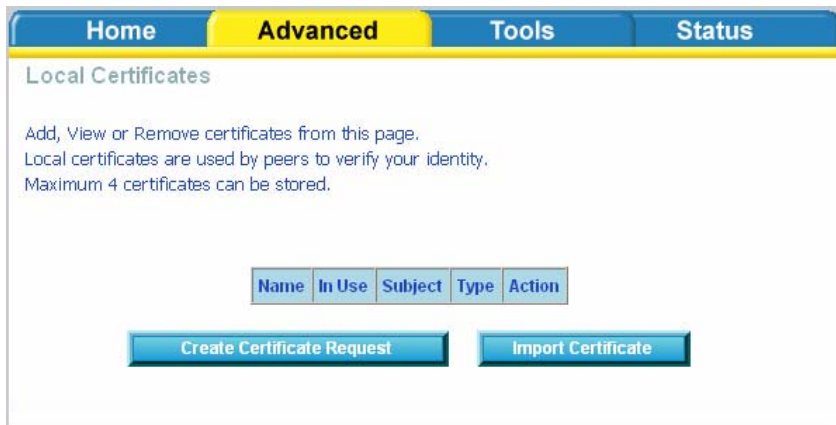 Home Advanced Tools Status
Local Certificates
Add, View or Remove certificates from this page.
Local certificates are used by peers to verify your identity.
Maximum 4 certificates can be stored.
Name In Use Subject Type Action
Create Certificate Request Import Certificate